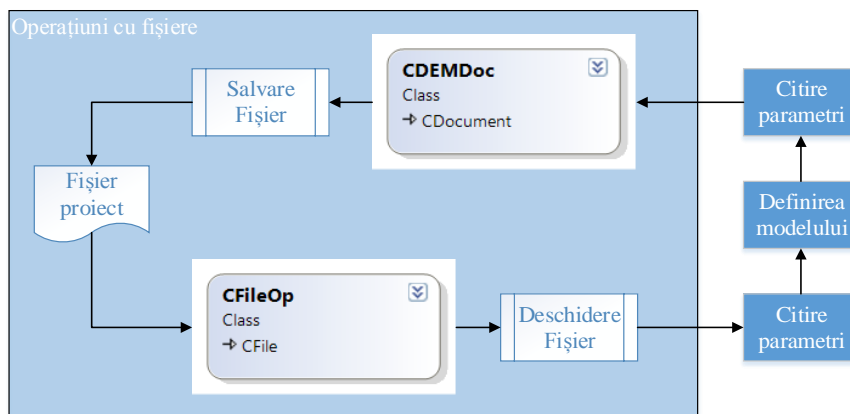 Operațiuni cu fișiere
CDEMDoc
Class
CDocument
Salvare
Fișier
Citire
parametri
Fișier
proiect
Definirea
modelului
CFileOp
Class
CFile
Deschidere
Fișier
Citire
parametri